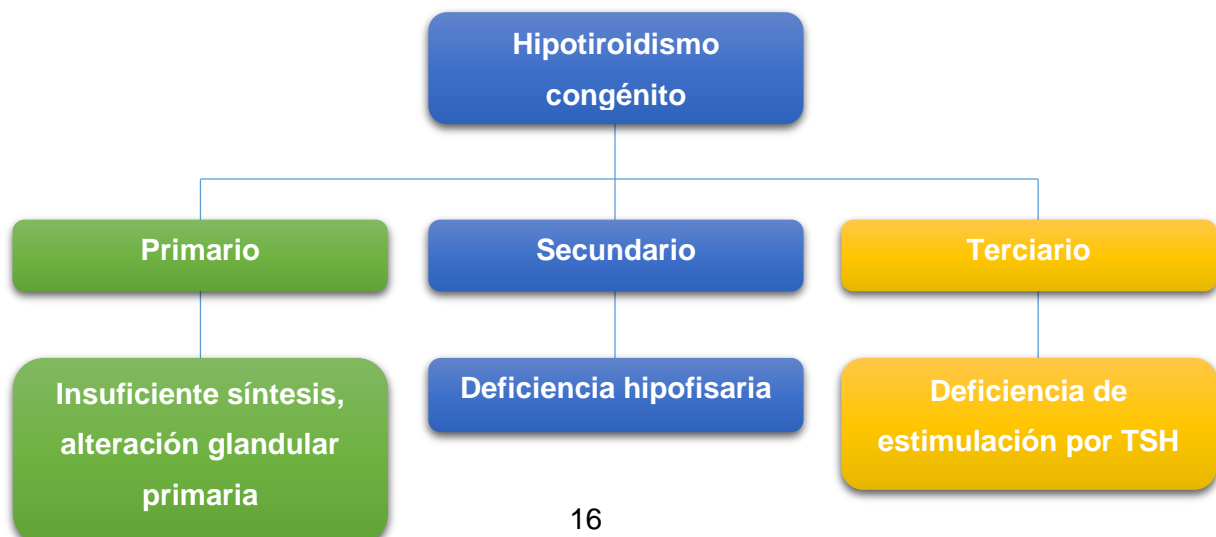 Hipotiroidismo
congénito
Primario
Secundario
Terciario
Insuficiente síntesis,
alteración glandular
primaria
Deficiencia hipofisaria
Deficiencia de
estimulación por TSH
16